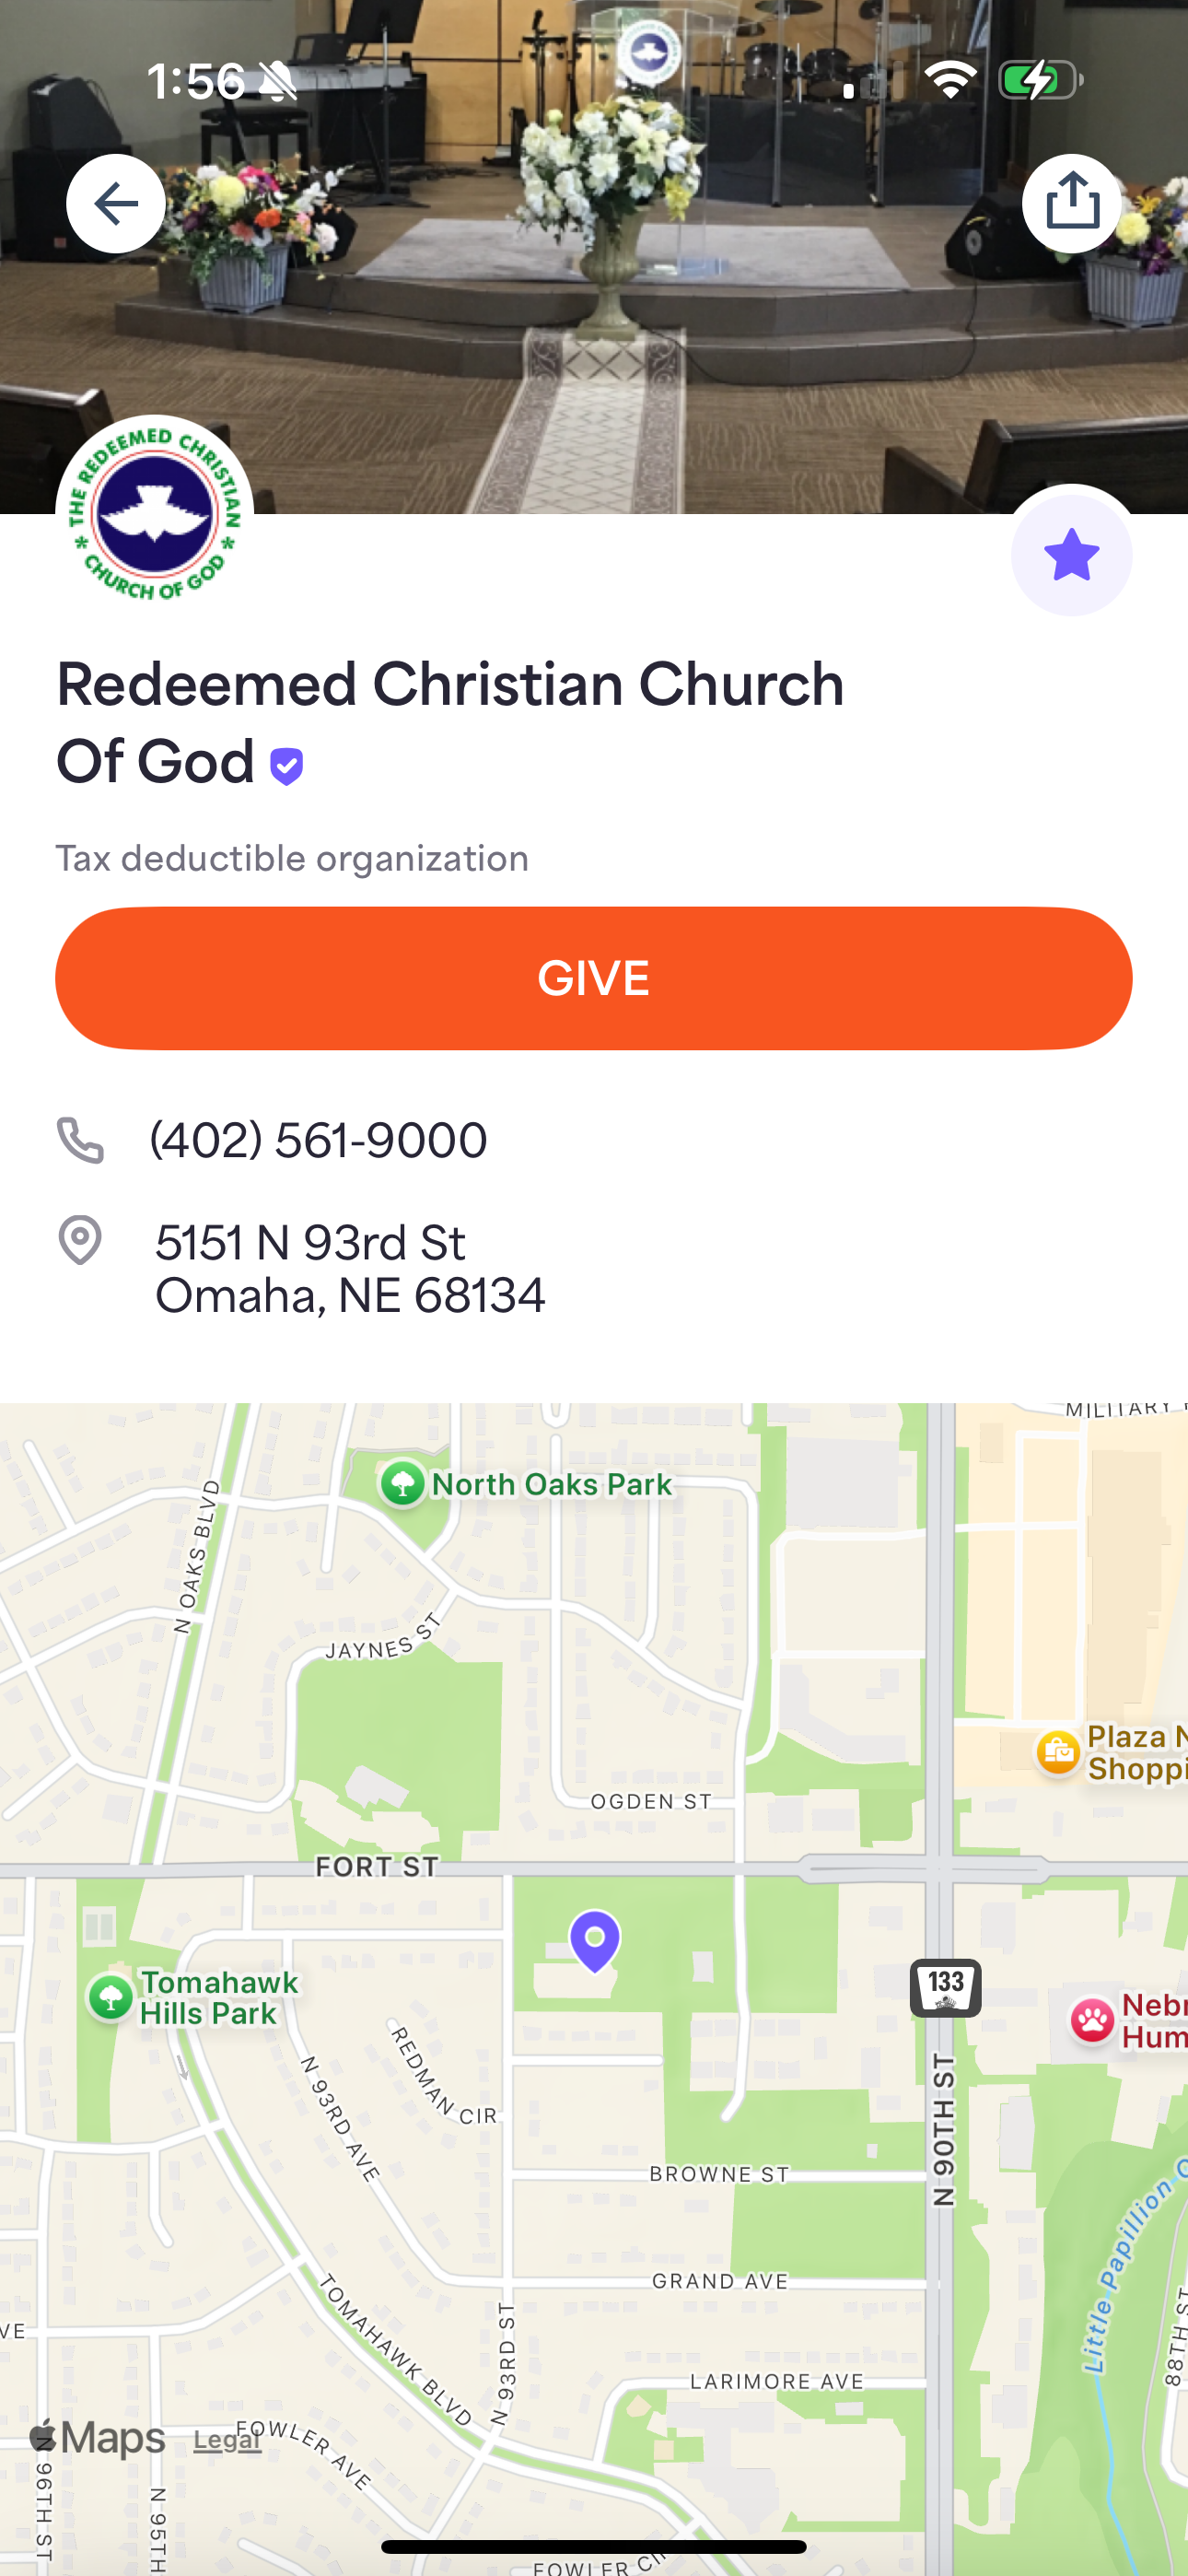 1:56
THE REDEEMED CHRISTIAN
* CHURCH OF GOD *
Redeemed Christian Church
Of God
Tax deductible organization
GIVE
(402) 561-9000
5151 N 93rd St
Omaha, NE 68134
MILITARY
North Oaks Park
N OAKS BLVD
JAYNES ST
Plaza N
Shoppi
OGDEN ST
FORT ST
133
Tomahawk
Hills Park
Nebr
Hum
REDMAN CIR
N 93RD AVE
N 90TH ST
BROWNE ST
Little Papillion C
GRAND AVE
TOMAHAWK BLVD
N 93RD ST
88TH ST
VE
LARIMORE AVE
Maps
Legal
FOWLER AVE
N 96TH ST
N 95TH
FOWLER CIR